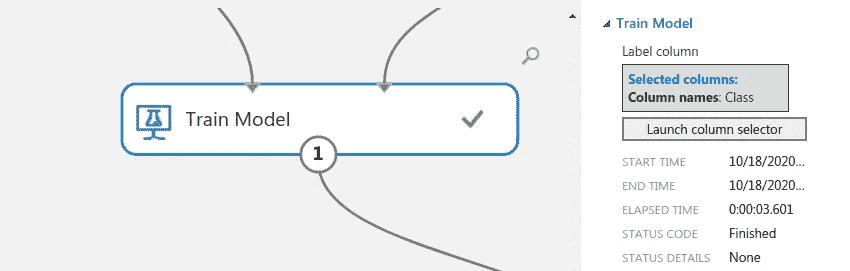 Train Model
1
Train Model
Label column
Selected columns:
Column names: Class
Launch column selector
START TIME 10/18/2020...
END TIME 10/18/2020...
ELAPSED TIME 0:00:03.601
STATUS CODE Finished
STATUS DETAILS None